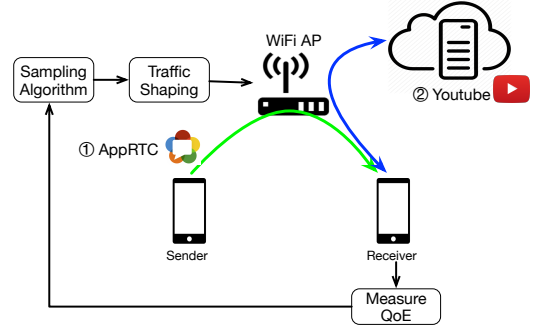 WiFi AP
Sampling
Algorithm
Traffic
Shaping
② Youtube
① AppRTC
Sender
Receiver
Measure
QoE